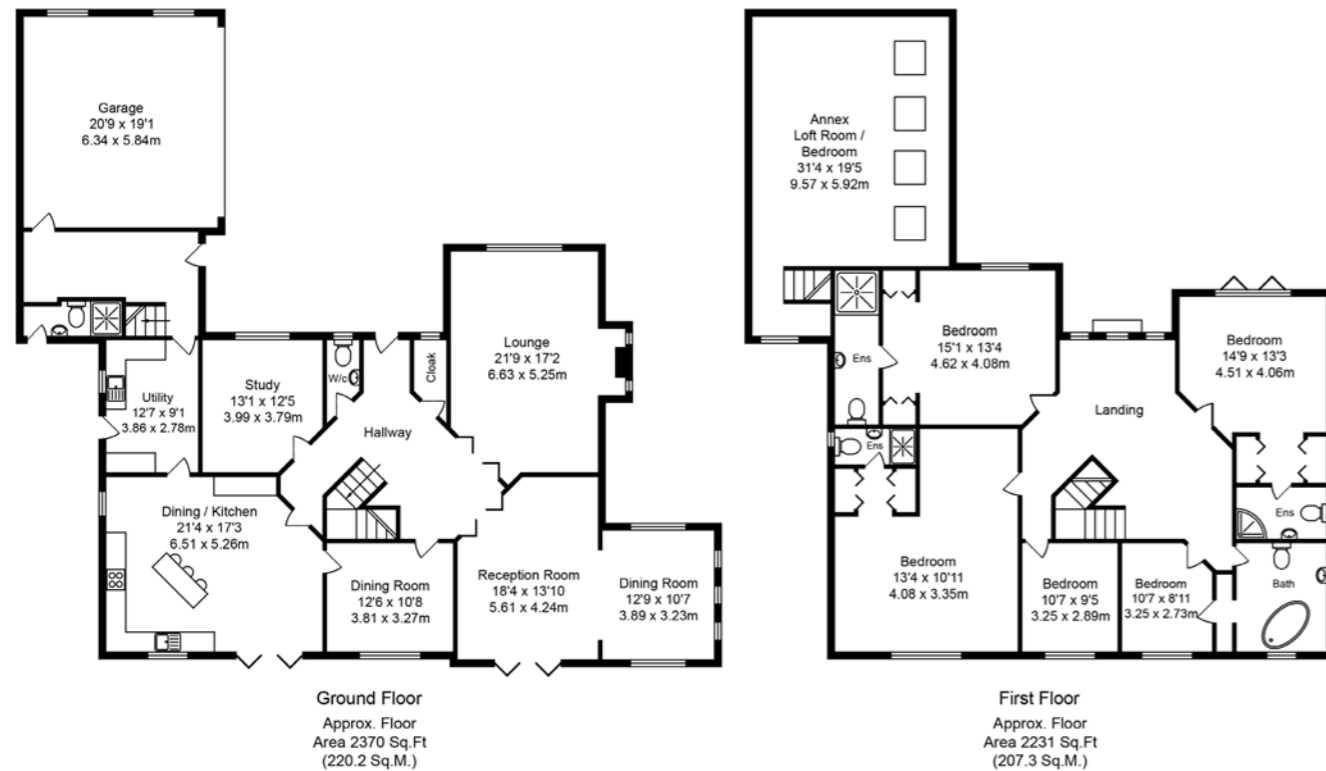 Garage
20'9 x 19'1
6.34 x 5.84m
Lounge
21'9 x 17'2
6.63 x 5.25m
Cloak
W/c
Study
13'1 x 12'5
3.99 x 3.79m
Utility
12'7 x 9'1
3.86 x 2.78m
Hallway
Dining / Kitchen
21'4 x 17'3
6.51 x 5.26m
Dining Room
12'6 x 10'8
3.81 x 3.27m
Reception Room
18'4 x 13'10
5.61 x 4.24m
Dining Room
12'9 x 10'7
3.89 x 3.23m
Ground Floor
Approx. Floor
Area 2370 Sq.Ft
(220.2 Sq.M.)
Annex
Loft Room /
Bedroom
31'4 x 19'5
9.57 x 5.92m
Bedroom
15'1 x 13'4
4.62 x 4.08m
Ens
Bedroom
14'9 x 13'3
4.51 x 4.06m
Landing
Ens
Ens
Bedroom
13'4 x 10'11
4.08 x 3.35m
Bedroom
10'7 x 9'5
3.25 x 2.89m
Bedroom
10'7 x 8'11
3.25 x 2.73m
Bath
First Floor
Approx. Floor
Area 2231 Sq.Ft
(207.3 Sq.M.)